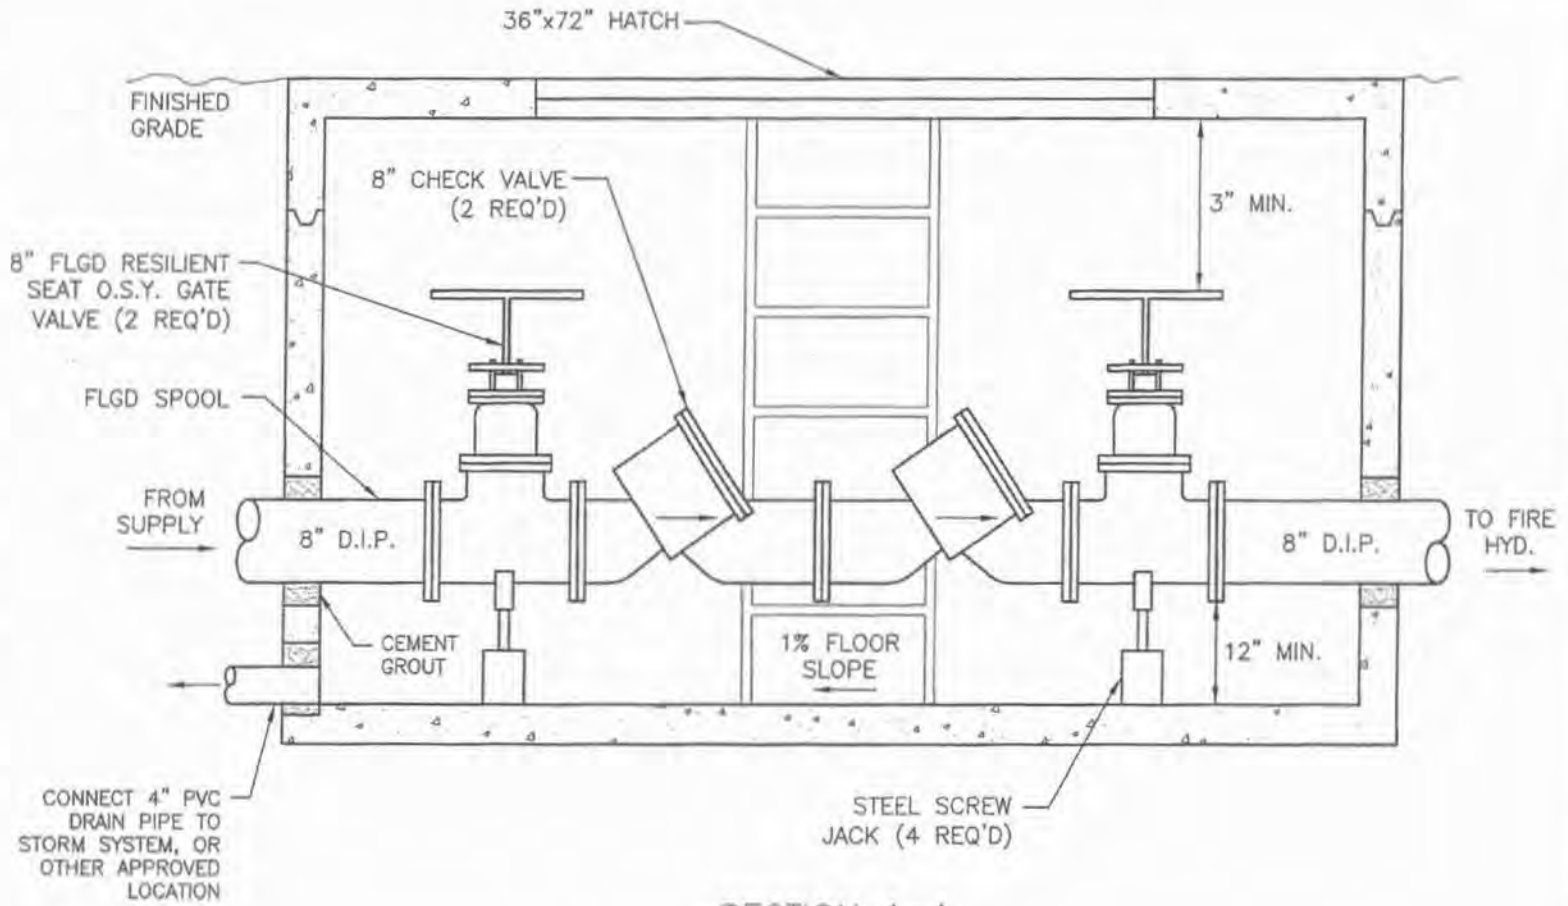 36"x72" HATCH
FINISHED
GRADE
8" CHECK VALVE
(2 REQ'D)
3" MIN.
8" FLGD RESILIENT
SEAT O.S.Y. GATE
VALVE (2 REQ'D)
FLGD SPOOL
FROM
SUPPLY
8" D.I.P.
8" D.I.P.
TO FIRE
HYD.
CEMENT
GROUT
1% FLOOR
SLOPE
12" MIN.
CONNECT 4" PVC
DRAIN PIPE TO
STORM SYSTEM, OR
OTHER APPROVED
LOCATION
STEEL SCREW
JACK (4 REQ'D)